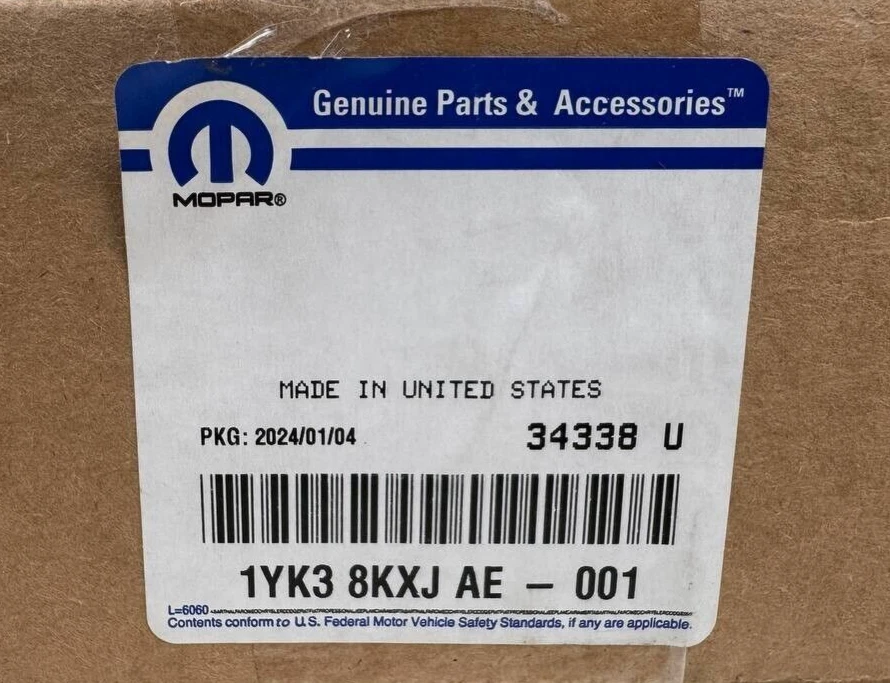 Genuine Parts & Accessories™
MOPAR®
MADE IN UNITED STATES
PKG: 2024/01/04
34338 U
1YK3 8KXJ AE – 001
L=6060
Contents conform to U.S. Federal Motor Vehicle Safety Standards, if any are applicable.